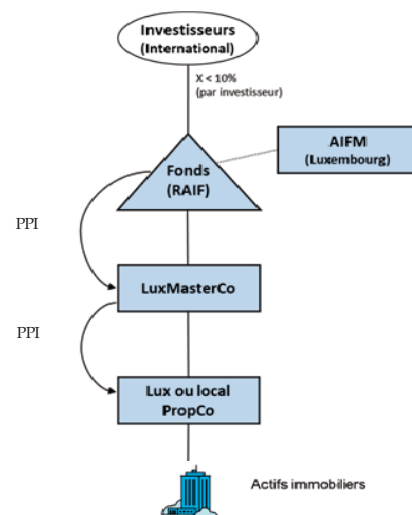 Investisseurs
(International)
X < 10%
(par investisseur)
AIFM
(Luxembourg)
Fonds
(RAIF)
PPI
LuxMasterCo
PPI
Lux ou local
PropCo
Actifs immobiliers